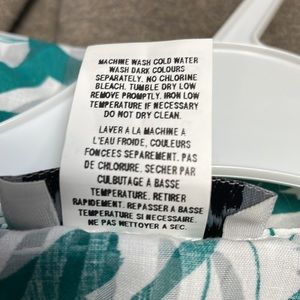 MACHINE WASH COLD WATER
WASH DARK COLOURS
SEPARATELY. NO CHLORINE
BLEACH. TUMBLE DRY LOW
REMOVE PROMPTLY. IRON LOW
TEMPERATURE IF NECESSARY
DO NOT DRY CLEAN.
LAVER À LA MACHINE A
L'EAU FROIDE, COULEURS
FONCEES SEPAREMENT. PAS
DE CHLORURE. SECHER PAR
CULBUTAGE A BASSE
TEMPERATURE. RETIRER
RAPIDEMENT. REPASSER A BASSE
TEMPERATURE SI NECESSAIRE.
NE PAS NETTOYER A SEC.